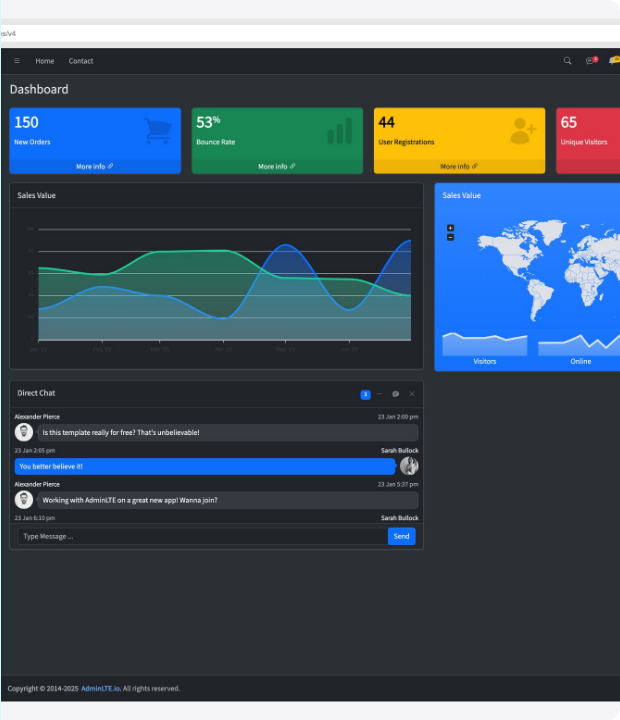 es/v4
Home Contact
Dashboard
150
New Orders
More info
53%
Bounce Rate
More info
44
User Registrations
More info
65
Unique Visitors
Sales Value
Sales Value
+
−
Visitors
Online
Direct Chat
3
Alexander Pierce
23 Jan 2:00 pm
Is this template really for free? That's unbelievable!
23 Jan 2:05 pm
Sarah Bullock
You better believe it!
Alexander Pierce
23 Jan 5:37 pm
Working with AdminLTE on a great new app! Wanna join?
23 Jan 6:10 pm
Sarah Bullock
Type Message ...
Send
Copyright © 2014-2025 AdminLTE.io. All rights reserved.